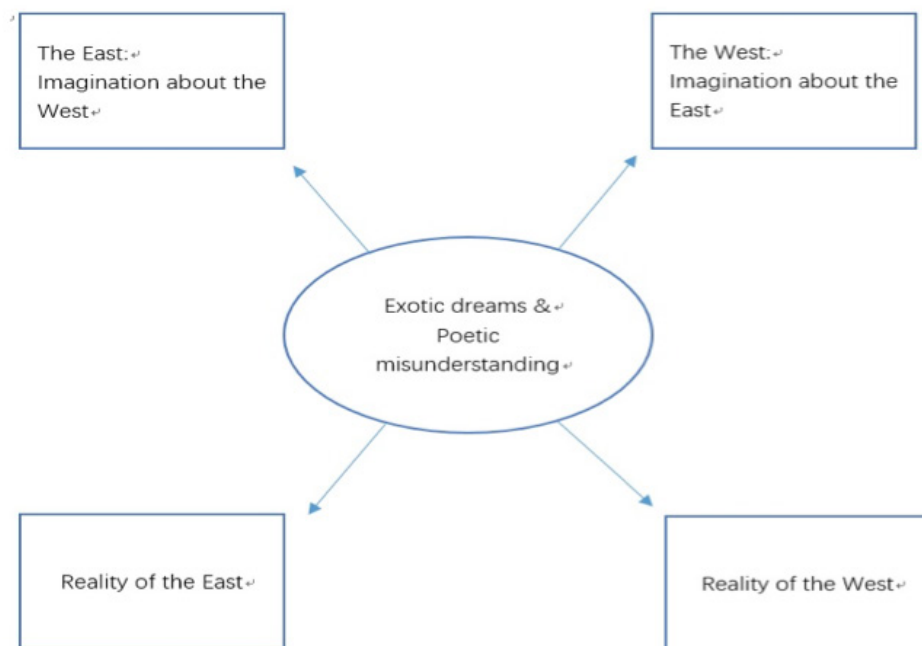 The East:
Imagination about the
West
The West:
Imagination about the
East
Exotic dreams &
Poetic
misunderstanding
Reality of the East
Reality of the West